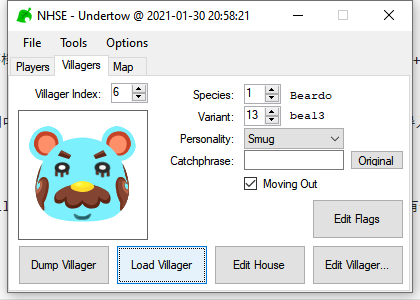 NHSE - Undertow @ 2021-01-30 20:58:21
File Tools Options
Players Villagers Map
Villager Index: 6
Species: 1 Beardo
Variant: 13 bea13
Personality: Smug
Catchphrase: Original
Moving Out
Edit Flags
Dump Villager Load Villager Edit House Edit Villager...